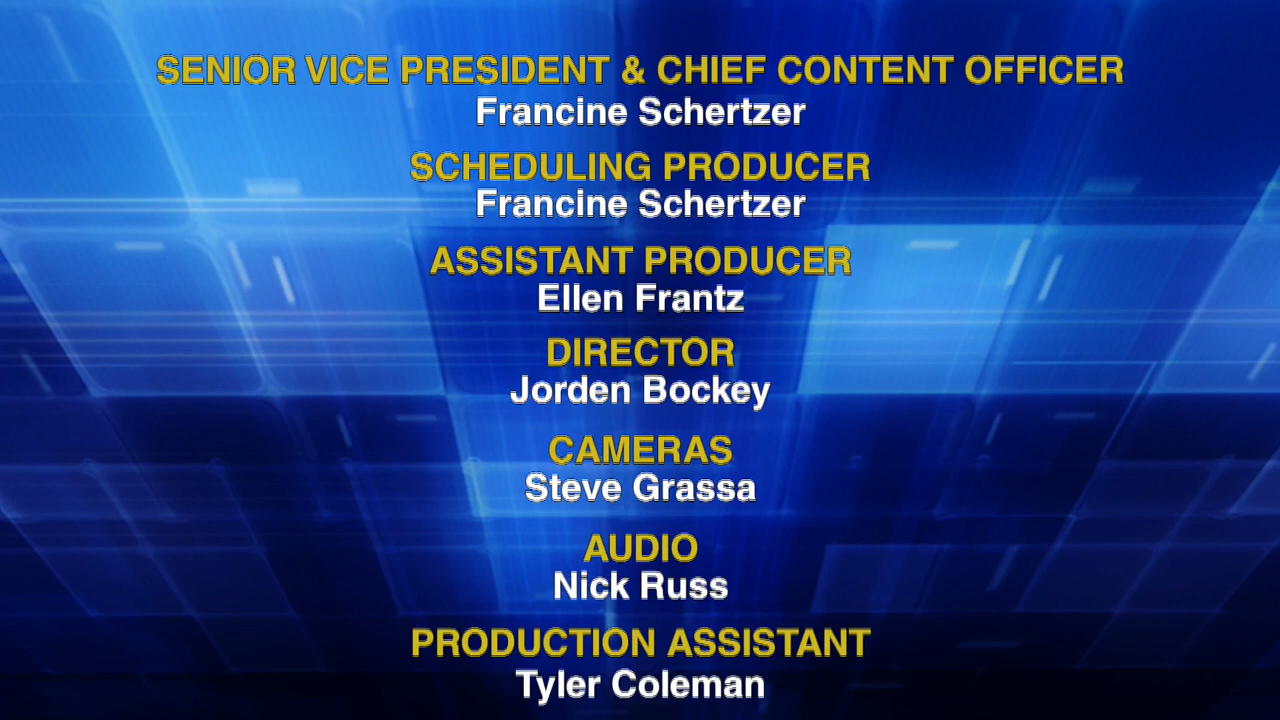 SENIOR VICE PRESIDENT & CHIEF CONTENT OFFICER
Francine Schertzer
SCHEDULING PRODUCER
Francine Schertzer
ASSISTANT PRODUCER
Ellen Frantz
DIRECTOR
Jorden Bockey
CAMERAS
Steve Grassa
AUDIO
Nick Russ
PRODUCTION ASSISTANT
Tyler Coleman